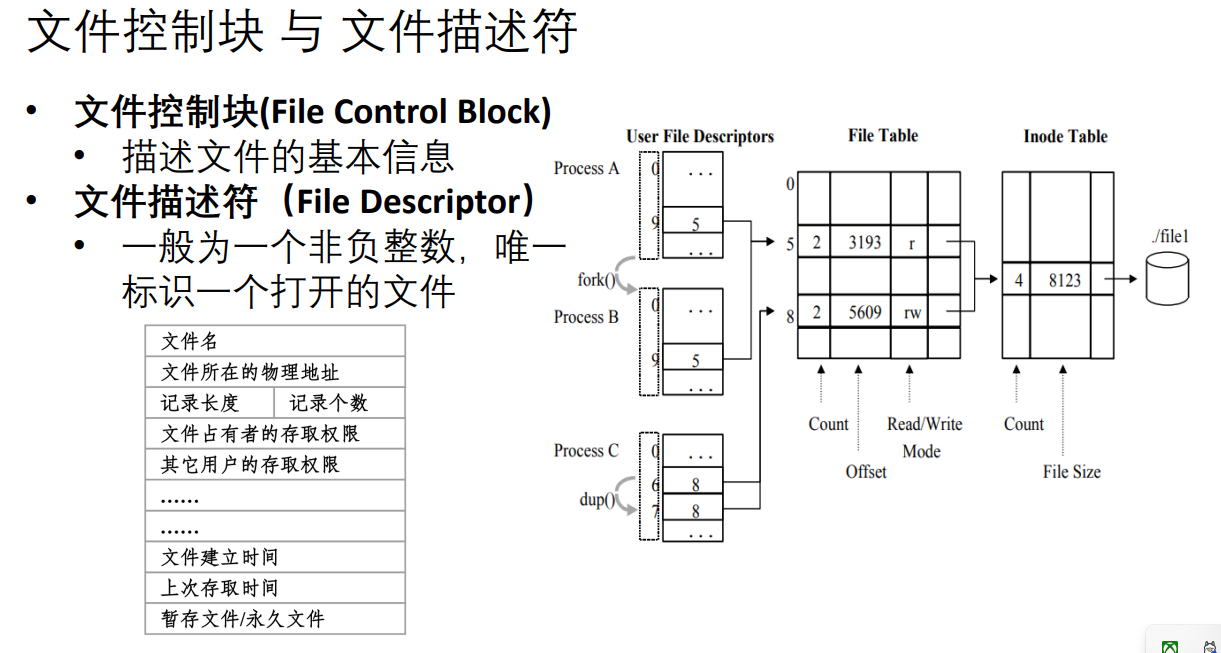 文件控制块 与 文件描述符
• 文件控制块(File Control Block)
• 描述文件的基本信息
• 文件描述符（File Descriptor）
• 一般为一个非负整数，唯一
标识一个打开的文件
文件名
文件所在的物理地址
记录长度 记录个数
文件占有者的存取权限
其它用户的存取权限
……
……
文件建立时间
上次存取时间
暂存文件/永久文件
User File Descriptors
Process A
0 ...
9 5
...
fork()
Process B
0 ...
9 5
...
Process C
0 ...
6 8
dup()
7 8
...
File Table
0
5 2 3193 r
8 2 5609 rw
Count
Read/Write
Mode
Offset
Inode Table
4 8123
Count
File Size
./file1